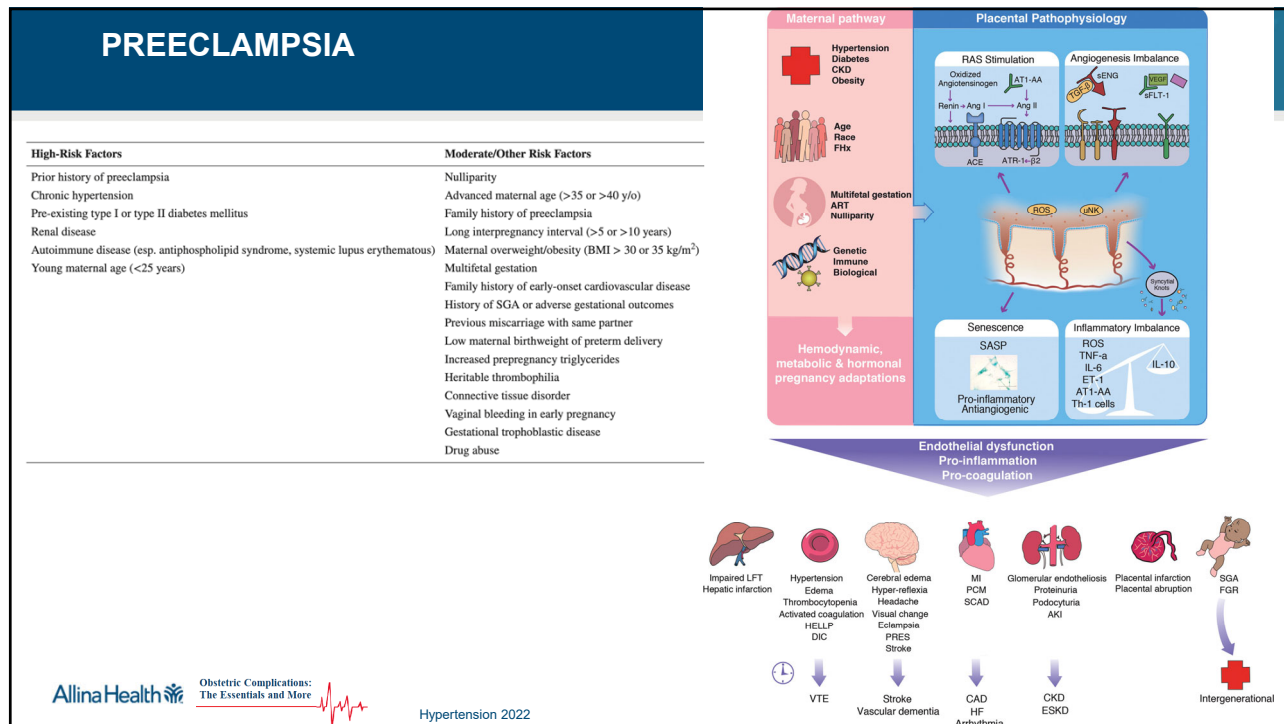 PREECLAMPSIA
High-Risk Factors
Moderate/Other Risk Factors
Prior history of preeclampsia
Nulliparity
Chronic hypertension
Advanced maternal age (>35 or >40 y/o)
Pre-existing type I or type II diabetes mellitus
Family history of preeclampsia
Renal disease
Long interpregnancy interval (>5 or >10 years)
Autoimmune disease (esp. antiphospholipid syndrome, systemic lupus erythematous)
Maternal overweight/obesity (BMI > 30 or 35 kg/m²)
Young maternal age (<25 years)
Multifetal gestation
Family history of early-onset cardiovascular disease
History of SGA or adverse gestational outcomes
Previous miscarriage with same partner
Low maternal birthweight of preterm delivery
Increased prepregnancy triglycerides
Heritable thrombophilia
Connective tissue disorder
Vaginal bleeding in early pregnancy
Gestational trophoblastic disease
Drug abuse
Maternal pathway
Hypertension
Diabetes
CKD
Obesity
Age
Race
FHx
Multifetal gestation
ART
Nulliparity
Genetic
Immune
Biological
Hemodynamic,
metabolic & hormonal
pregnancy adaptations
Placental Pathophysiology
RAS Stimulation
Oxidized
Angiotensinogen
AT1-AA
Renin
Ang I
Ang II
ACE
ATR-1
β2
Angiogenesis Imbalance
sENG
TGF-β
VEGF
sFLT-1
ROS
uNK
Syncytial
Knots
Senescence
SASP
Pro-inflammatory
Antiangiogenic
Inflammatory Imbalance
ROS
TNF-a
IL-6
ET-1
AT1-AA
Th-1 cells
IL-10
Endothelial dysfunction
Pro-inflammation
Pro-coagulation
Impaired LFT
Hepatic infarction
Hypertension
Edema
Thrombocytopenia
Activated coagulation
HELLP
DIC
Cerebral edema
Hyper-reflexia
Headache
Visual change
Eclampsia
PRES
Stroke
MI
PCM
SCAD
Glomerular endotheliosis
Proteinuria
Podocyturia
AKI
Placental infarction
Placental abruption
SGA
FGR
VTE
Stroke
Vascular dementia
CAD
HF
Arrhythmia
CKD
ESKD
Intergenerational
Allina Health
Obstetric Complications:
The Essentials and More
Hypertension 2022